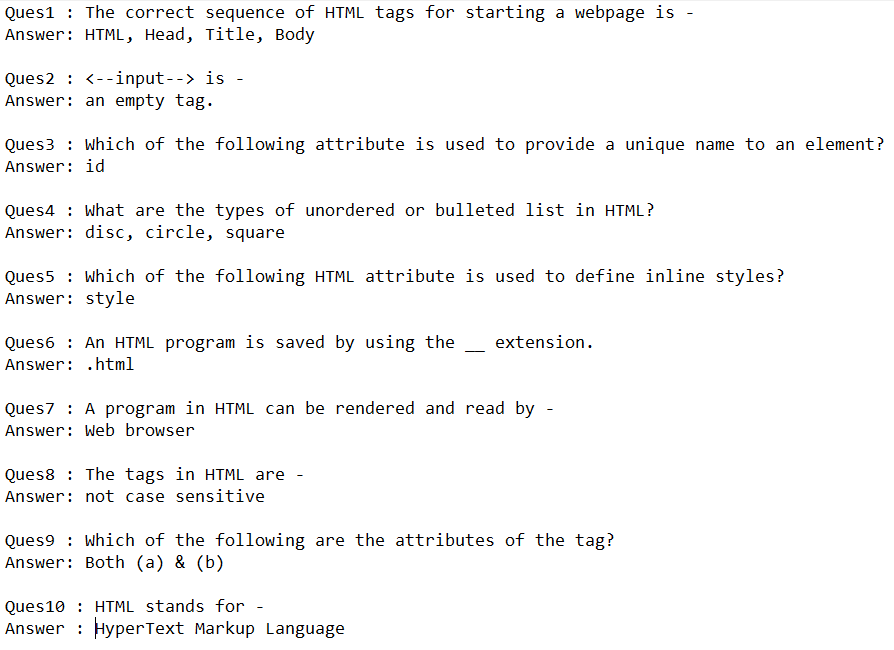 Ques1 : The correct sequence of HTML tags for starting a webpage is -
Answer: HTML, Head, Title, Body
Ques2 : <--input--> is -
Answer: an empty tag.
Ques3 : Which of the following attribute is used to provide a unique name to an element?
Answer: id
Ques4 : What are the types of unordered or bulleted list in HTML?
Answer: disc, circle, square
Ques5 : Which of the following HTML attribute is used to define inline styles?
Answer: style
Ques6 : An HTML program is saved by using the __ extension.
Answer: .html
Ques7 : A program in HTML can be rendered and read by -
Answer: Web browser
Ques8 : The tags in HTML are -
Answer: not case sensitive
Ques9 : Which of the following are the attributes of the tag?
Answer: Both (a) & (b)
Ques10 : HTML stands for -
Answer : HyperText Markup Language